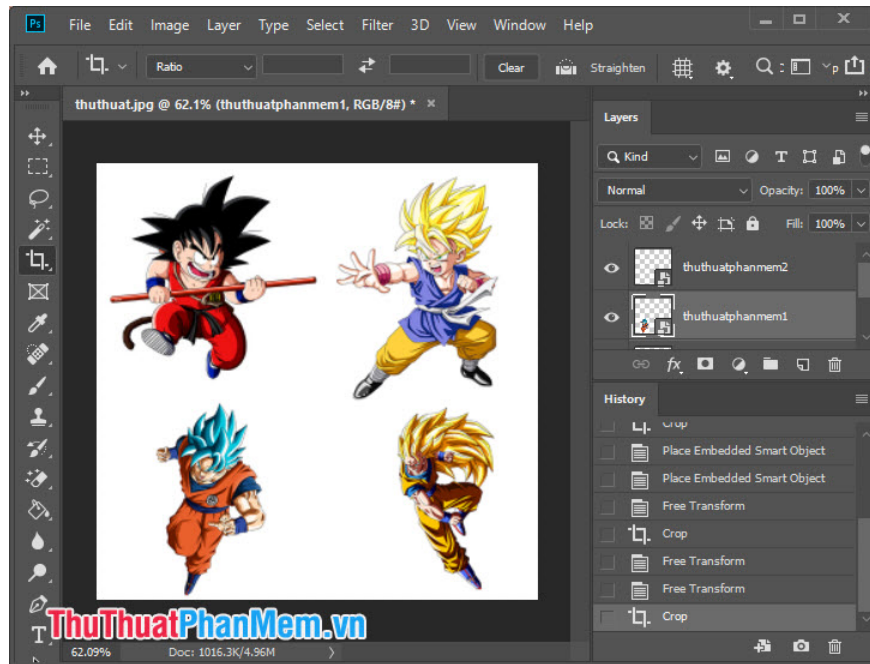 Ps File Edit Image Layer Type Select Filter 3D View Window Help
Ratio Clear Straighten
thuthuat.jpg @ 62.1% (thuthuatphanmem1, RGB/8#) * ×
Layers
Kind
Normal Opacity: 100%
Lock: Fill: 100%
thuthuatphanmem2
thuthuatphanmem1
fx
History
Crop
Place Embedded Smart Object
Place Embedded Smart Object
Free Transform
Crop
Free Transform
Free Transform
Crop
ThuThuatPhanMem.vn
62.09% Doc: 1016.3K/4.96M